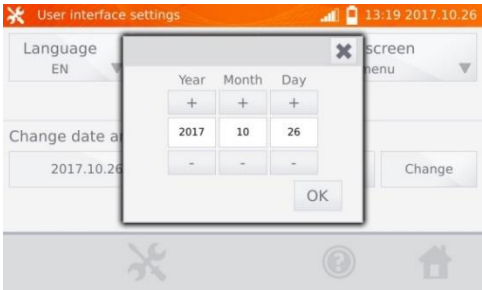 User interface settings 13:19 2017.10.26
Language screen
EN menu
Year Month Day
+ + +
2017 10 26
- - -
Change date a
2017.10.26 Change
OK